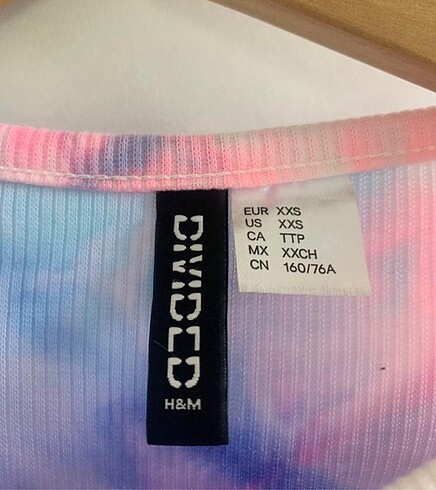 DIVIDED
H&M
EUR XXS
US XXS
CA TTP
MX XXCH
CN 160/76A